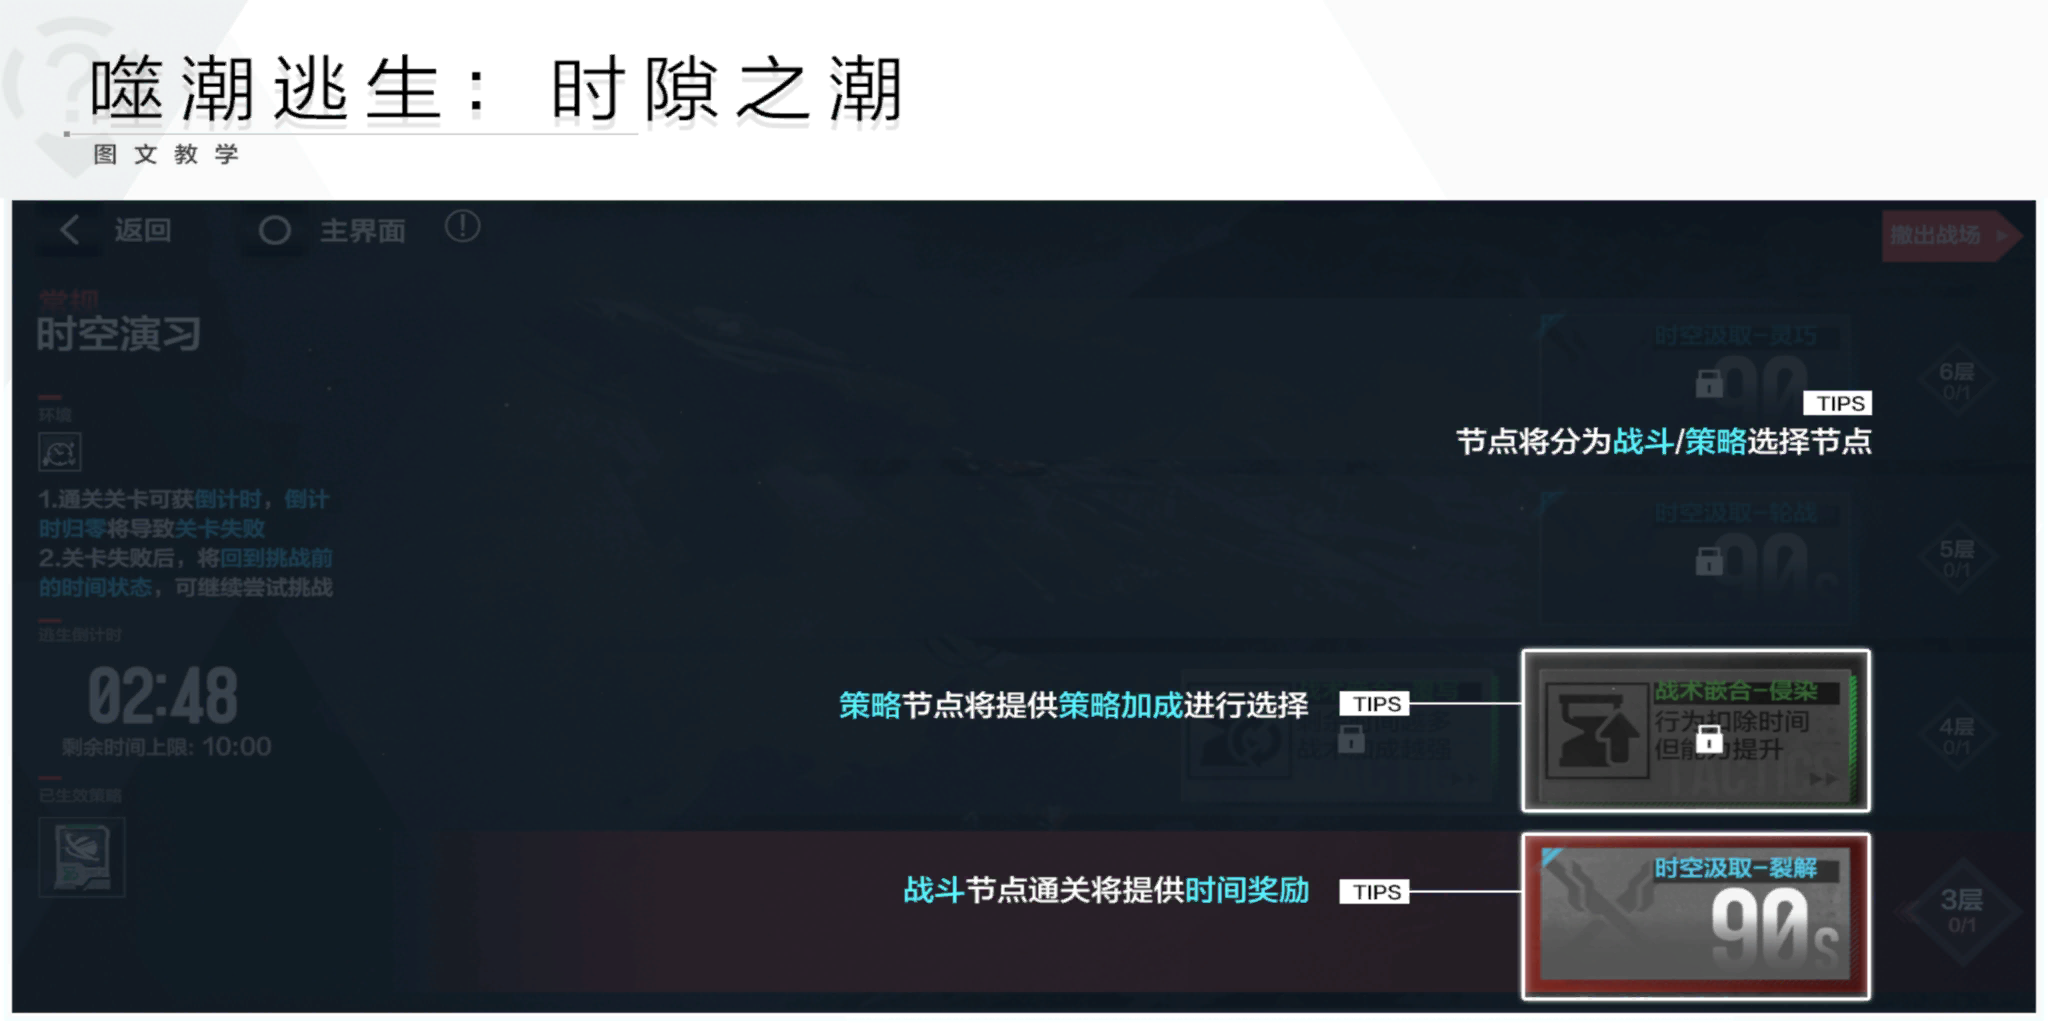 噬潮逃生：时隙之潮
图文教学
返回
主界面
撤出战场
常规
时空演习
环境
1.通关关卡可获倒计时，倒计
时归零将导致关卡失败
2.关卡失败后，将回到挑战前
的时间状态，可继续尝试挑战
逃生倒计时
02:48
剩余时间上限: 10:00
已生效策略
时空汲取-灵巧
90
6层
0/1
TIPS
节点将分为战斗/策略选择节点
时空汲取-轮战
90s
5层
0/1
策略节点将提供策略加成进行选择
TIPS
战术嵌合-侵染
行为扣除时间
但能力提升
TACTICS
4层
0/1
战斗节点通关将提供时间奖励
TIPS
时空汲取-裂解
90s
3层
0/1